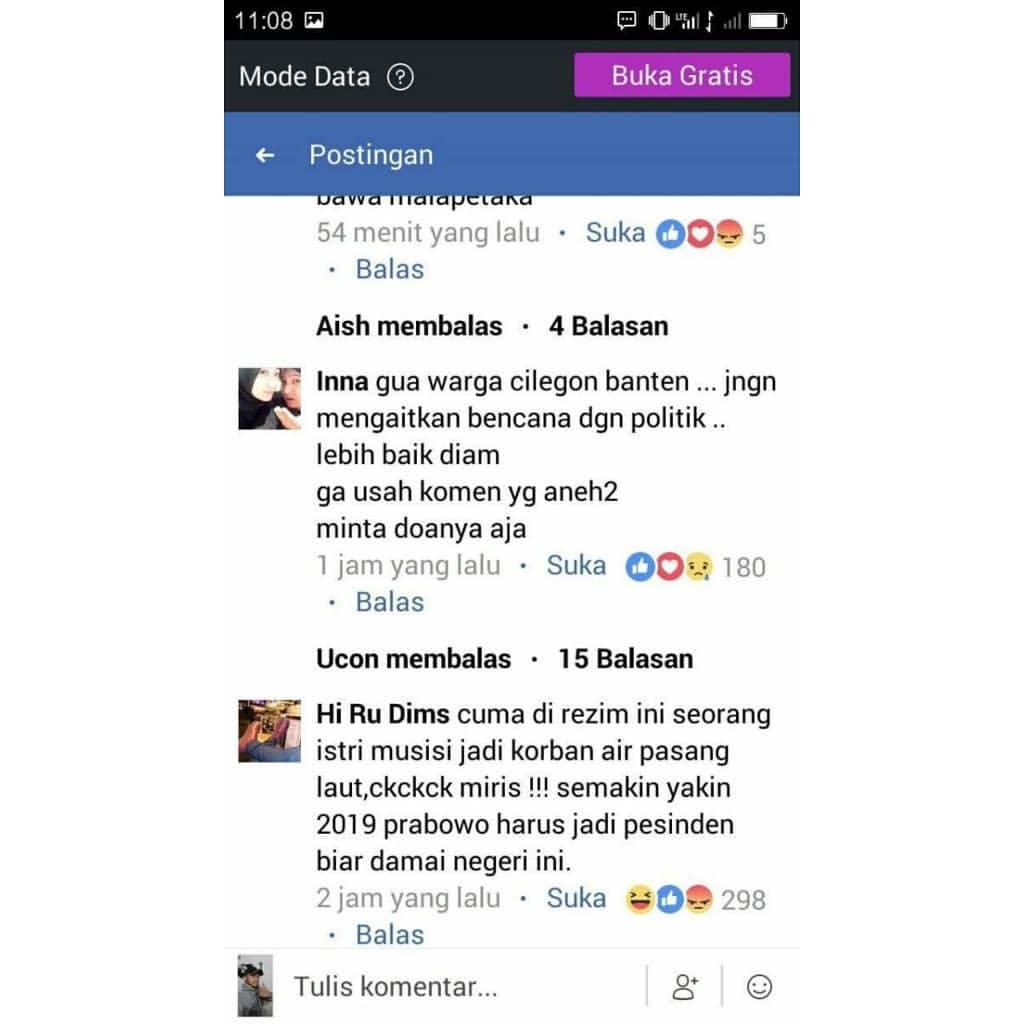 11:08
Mode Data
Buka Gratis
Postingan
bawa malapetaka
54 menit yang lalu · Suka 5
· Balas
Aish membalas · 4 Balasan
Inna gua warga cilegon banten ... jngn
mengaitkan bencana dgn politik ..
lebih baik diam
ga usah komen yg aneh2
minta doanya aja
1 jam yang lalu · Suka 180
· Balas
Ucon membalas · 15 Balasan
Hi Ru Dims cuma di rezim ini seorang
istri musisi jadi korban air pasang
laut,ckckck miris !!! semakin yakin
2019 prabowo harus jadi pesinden
biar damai negeri ini.
2 jam yang lalu · Suka 298
· Balas
Tulis komentar...